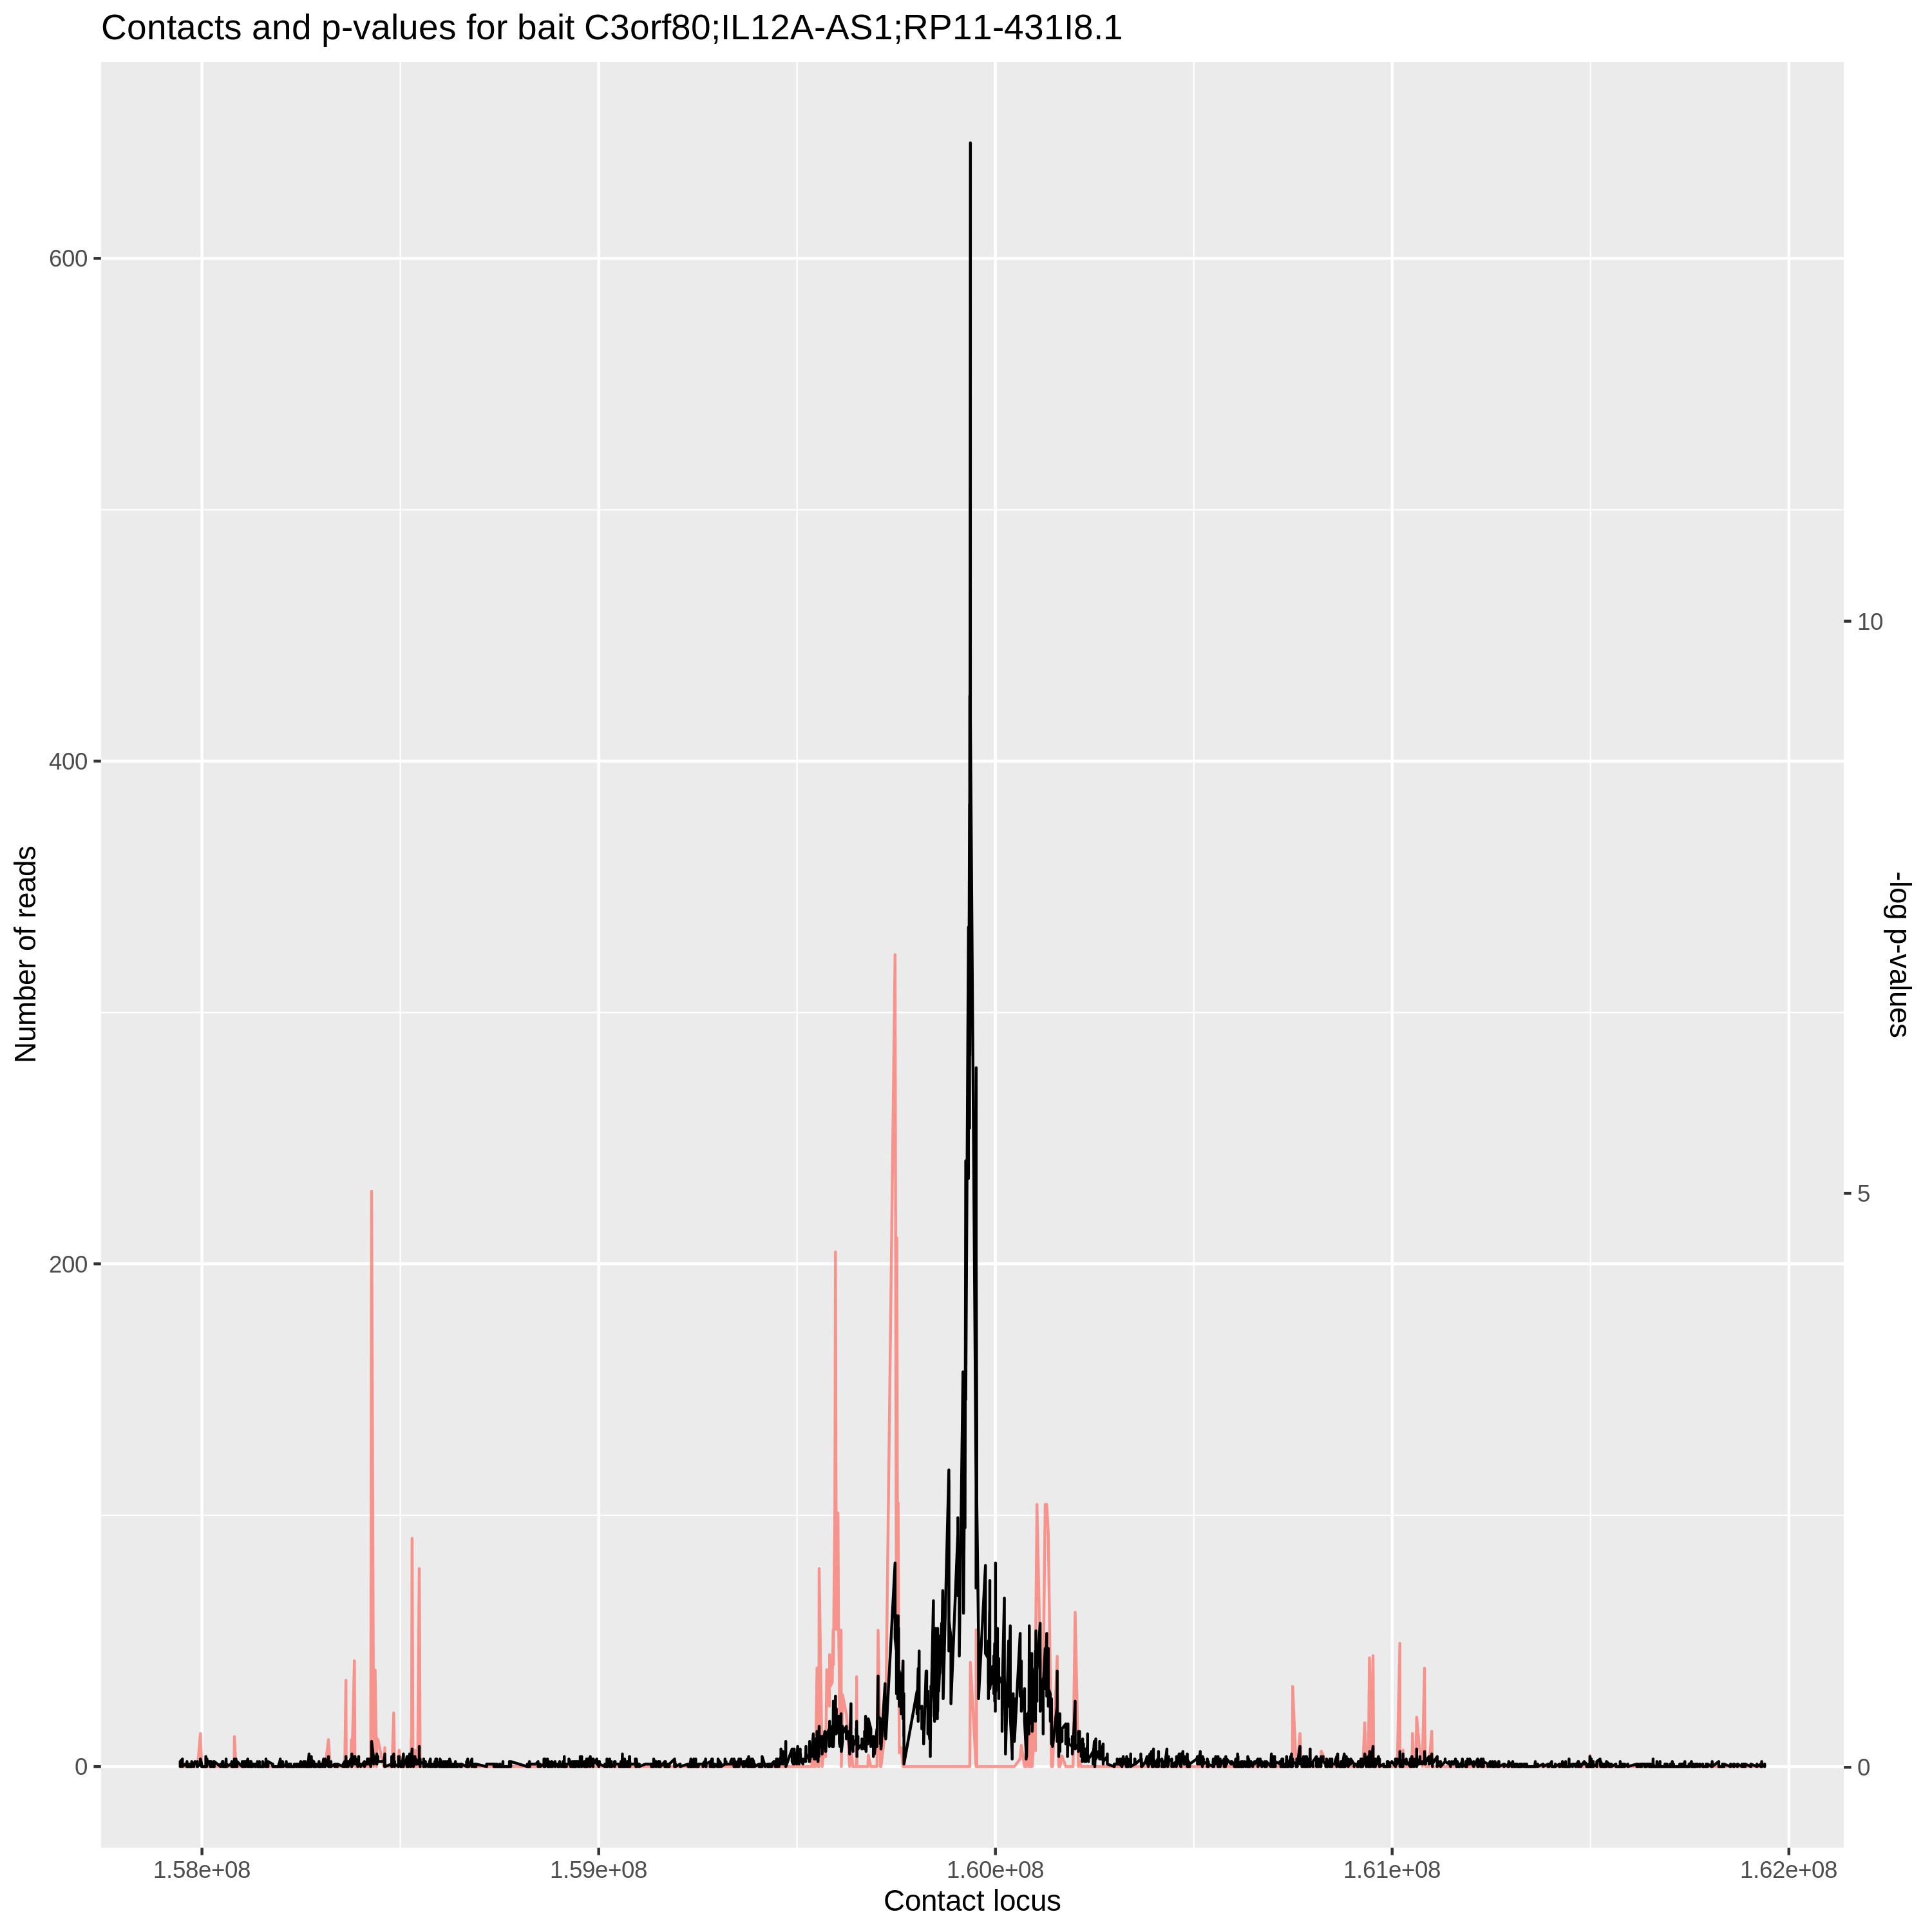 Contacts and p-values for bait C3orf80;IL12A-AS1;RP11-431I8.1
600
400
200
0
Number of reads
10
5
0
-log p-values
1.58e+08
1.59e+08
1.60e+08
1.61e+08
1.62e+08
Contact locus